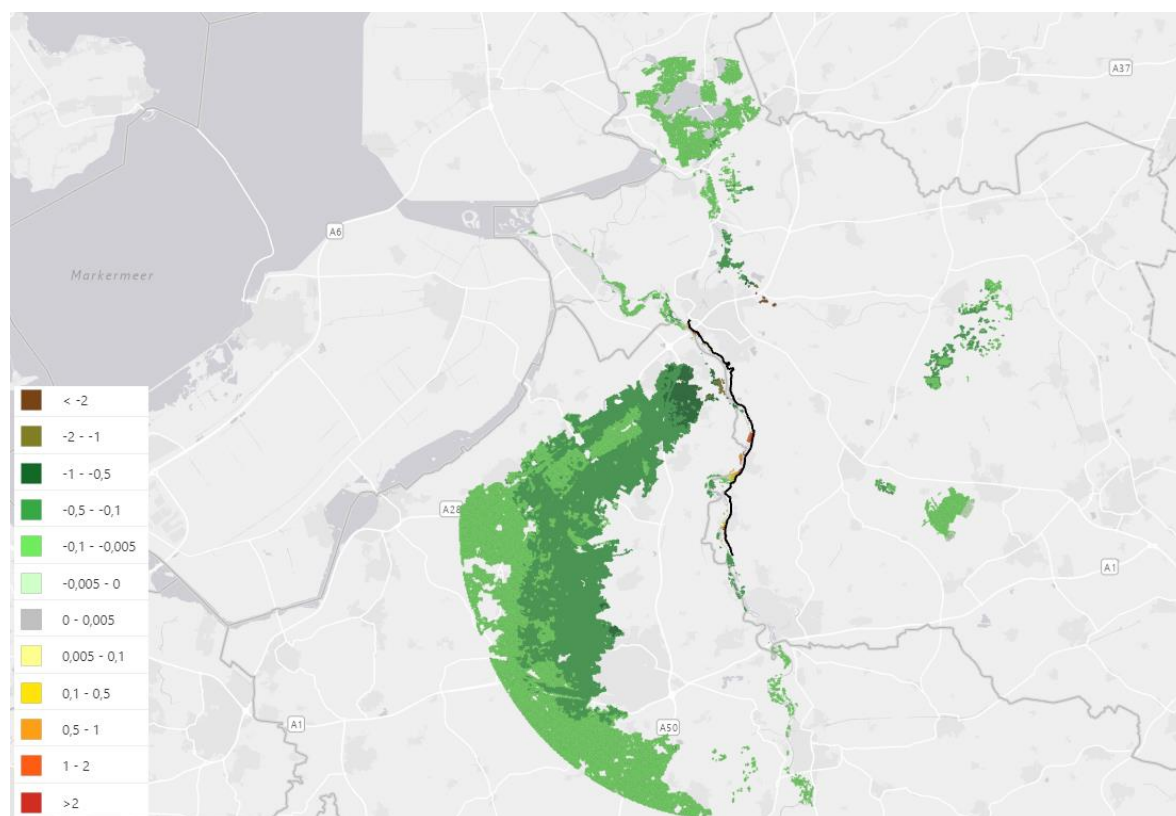 A37
A6
Markermeer
< -2
-2 - -1
-1 - -0,5
-0,5 - -0,1
-0,1 - -0,005
-0,005 - 0
0 - 0,005
0,005 - 0,1
0,1 - 0,5
0,5 - 1
1 - 2
>2
A28
A1
A1
A50